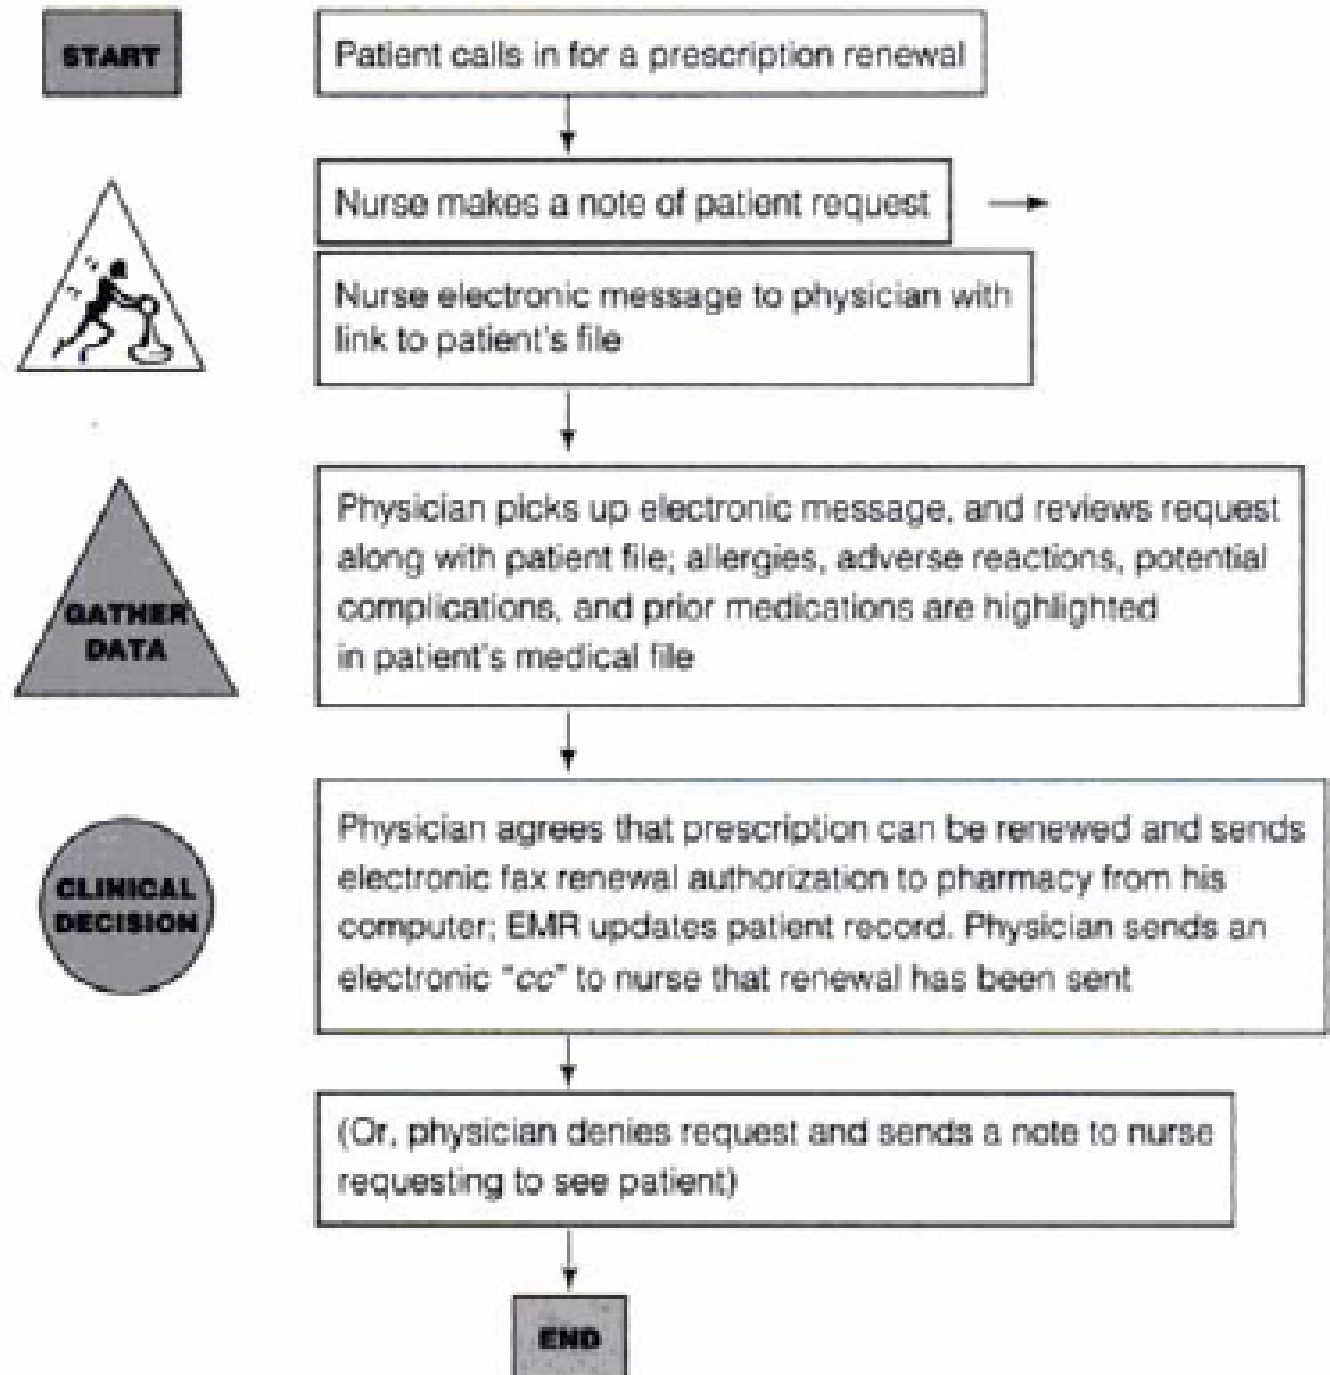 START
Patient calls in for a prescription renewal
Nurse makes a note of patient request
Nurse electronic message to physician with
link to patient's file
GATHER
DATA
Physician picks up electronic message, and reviews request
along with patient file; allergies, adverse reactions, potential
complications, and prior medications are highlighted
in patient's medical file
CLINICAL
DECISION
Physician agrees that prescription can be renewed and sends
electronic fax renewal authorization to pharmacy from his
computer; EMR updates patient record. Physician sends an
electronic "cc" to nurse that renewal has been sent
(Or, physician denies request and sends a note to nurse
requesting to see patient)
END